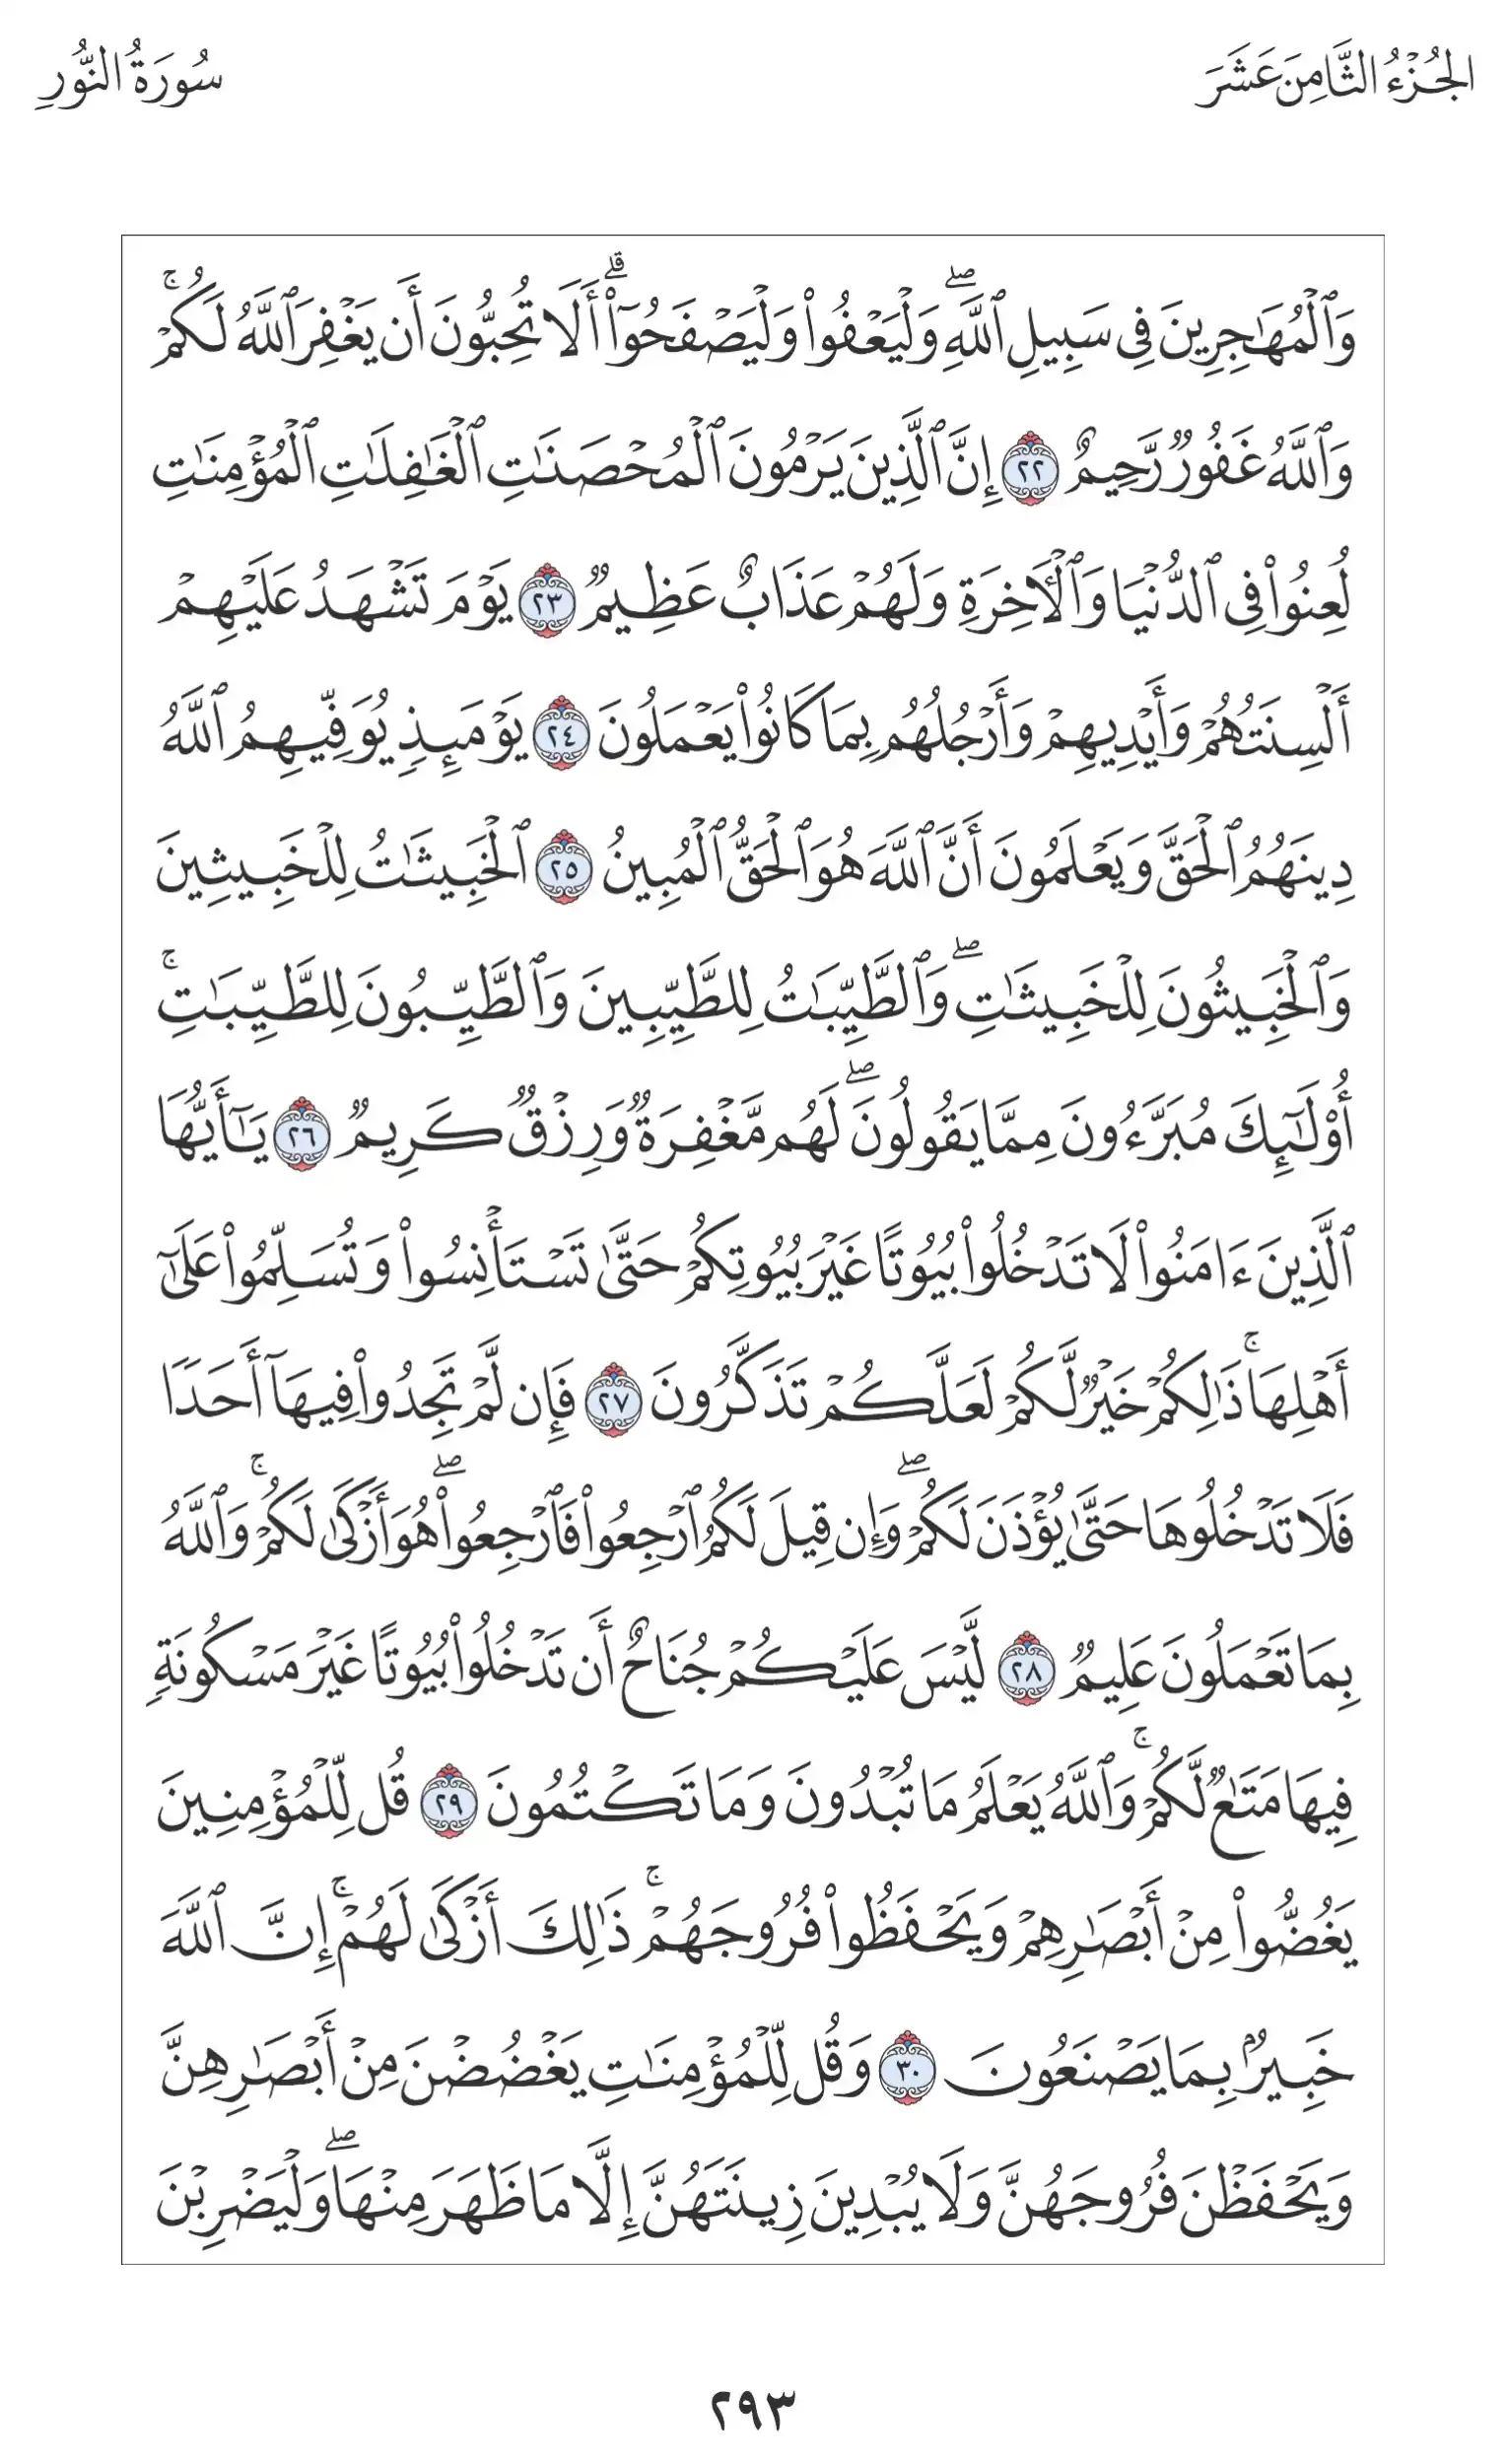 الجُزْءُ الثَّامِنَ عَشَرَ
سُورَةُ النُّورِ
وَٱلْمُهَٰجِرِينَ فِى سَبِيلِ ٱللَّهِۖ وَلْيَعْفُوا۟ وَلْيَصْفَحُوٓا۟ۗ أَلَا تُحِبُّونَ أَن يَغْفِرَ ٱللَّهُ لَكُمْۚ
وَٱللَّهُ غَفُورٌ رَّحِيمٌ ٢٢ إِنَّ ٱلَّذِينَ يَرْمُونَ ٱلْمُحْصَنَٰتِ ٱلْغَٰفِلَٰتِ ٱلْمُؤْمِنَٰتِ
لُعِنُوا۟ فِى ٱلدُّنْيَا وَٱلْءَاخِرَةِ وَلَهُمْ عَذَابٌ عَظِيمٌ ٢٣ يَوْمَ تَشْهَدُ عَلَيْهِمْ
أَلْسِنَتُهُمْ وَأَيْدِيهِمْ وَأَرْجُلُهُم بِمَا كَانُوا۟ يَعْمَلُونَ ٢٤ يَوْمَئِذٍ يُوَفِّيهِمُ ٱللَّهُ
دِينَهُمُ ٱلْحَقَّ وَيَعْلَمُونَ أَنَّ ٱللَّهَ هُوَ ٱلْحَقُّ ٱلْمُبِينُ ٢٥ ٱلْخَبِيثَٰتُ لِلْخَبِيثِينَ
وَٱلْخَبِيثُونَ لِلْخَبِيثَٰتِۖ وَٱلطَّيِّبَٰتُ لِلطَّيِّبِينَ وَٱلطَّيِّبُونَ لِلطَّيِّبَٰتِۚ
أُو۟لَٰٓئِكَ مُبَرَّءُونَ مِمَّا يَقُولُونَۖ لَهُم مَّغْفِرَةٌ وَرِزْقٌ كَرِيمٌ ٢٦ يَٰٓأَيُّهَا
ٱلَّذِينَ ءَامَنُوا۟ لَا تَدْخُلُوا۟ بُيُوتًا غَيْرَ بُيُوتِكُمْ حَتَّىٰ تَسْتَأْنِسُوا۟ وَتُسَلِّمُوا۟ عَلَىٰٓ
أَهْلِهَاۚ ذَٰلِكُمْ خَيْرٌ لَّكُمْ لَعَلَّكُمْ تَذَكَّرُونَ ٢٧ فَإِن لَّمْ تَجِدُوا۟ فِيهَآ أَحَدًا
فَلَا تَدْخُلُوهَا حَتَّىٰ يُؤْذَنَ لَكُمْۖ وَإِن قِيلَ لَكُمُ ٱرْجِعُوا۟ فَٱرْجِعُوا۟ۖ هُوَ أَزْكَىٰ لَكُمْۚ وَٱللَّهُ
بِمَا تَعْمَلُونَ عَلِيمٌ ٢٨ لَّيْسَ عَلَيْكُمْ جُنَاحٌ أَن تَدْخُلُوا۟ بُيُوتًا غَيْرَ مَسْكُونَةٍ
فِيهَا مَتَٰعٌ لَّكُمْۚ وَٱللَّهُ يَعْلَمُ مَا تُبْدُونَ وَمَا تَكْتُمُونَ ٢٩ قُل لِّلْمُؤْمِنِينَ
يَغُضُّوا۟ مِنْ أَبْصَٰرِهِمْ وَيَحْفَظُوا۟ فُرُوجَهُمْۚ ذَٰلِكَ أَزْكَىٰ لَهُمْۚ إِنَّ ٱللَّهَ
خَبِيرٌۢ بِمَا يَصْنَعُونَ ٣٠ وَقُل لِّلْمُؤْمِنَٰتِ يَغْضُضْنَ مِنْ أَبْصَٰرِهِنَّ
وَيَحْفَظْنَ فُرُوجَهُنَّ وَلَا يُبْدِينَ زِينَتَهُنَّ إِلَّا مَا ظَهَرَ مِنْهَاۖ وَلْيَضْرِبْنَ
٢٩٣